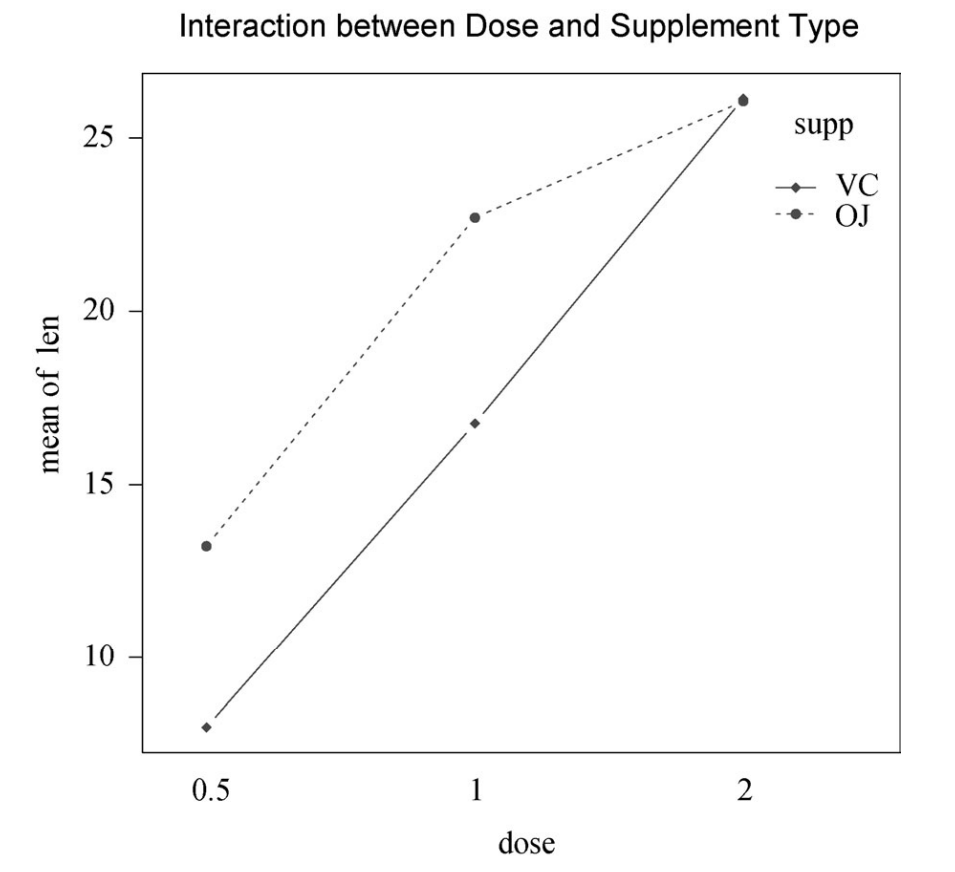 Interaction between Dose and Supplement Type
supp
VC
OJ
25
20
15
10
mean of len
0.5 1 2
dose